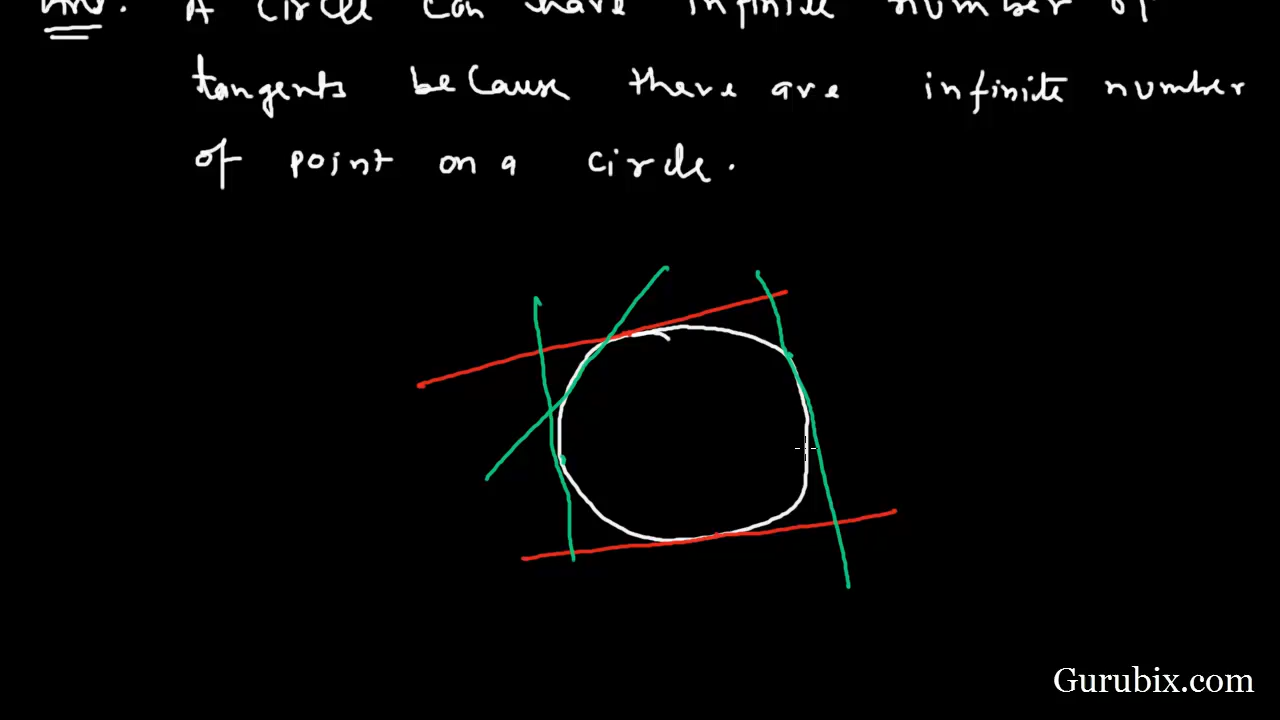 Ans. A circle can have infinite number of
tangents because there are infinite number
of point on a circle.
Gurubix.com